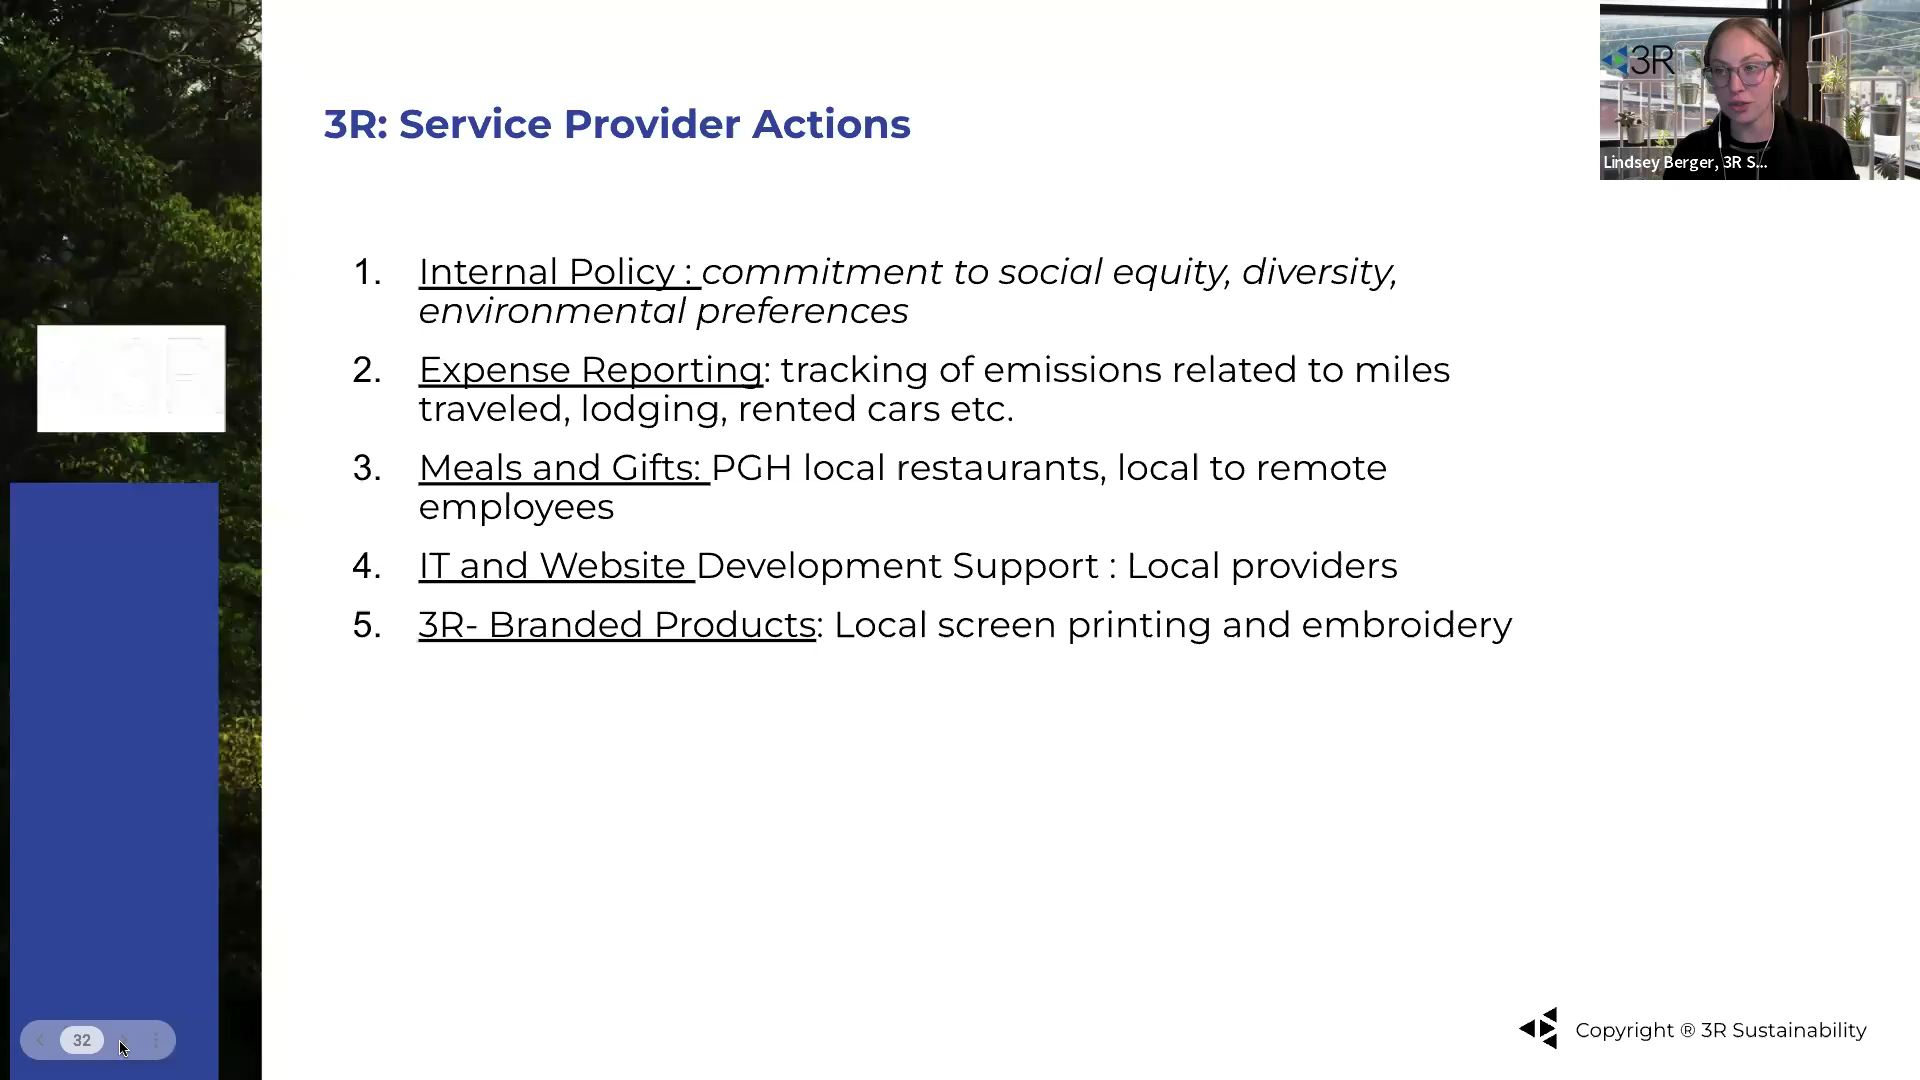 3R: Service Provider Actions
3R
Lindsey Berger, 3R S...
1. Internal Policy : commitment to social equity, diversity,
environmental preferences
2. Expense Reporting: tracking of emissions related to miles
traveled, lodging, rented cars etc.
3. Meals and Gifts: PGH local restaurants, local to remote
employees
4. IT and Website Development Support : Local providers
5. 3R- Branded Products: Local screen printing and embroidery
32
Copyright ® 3R Sustainability